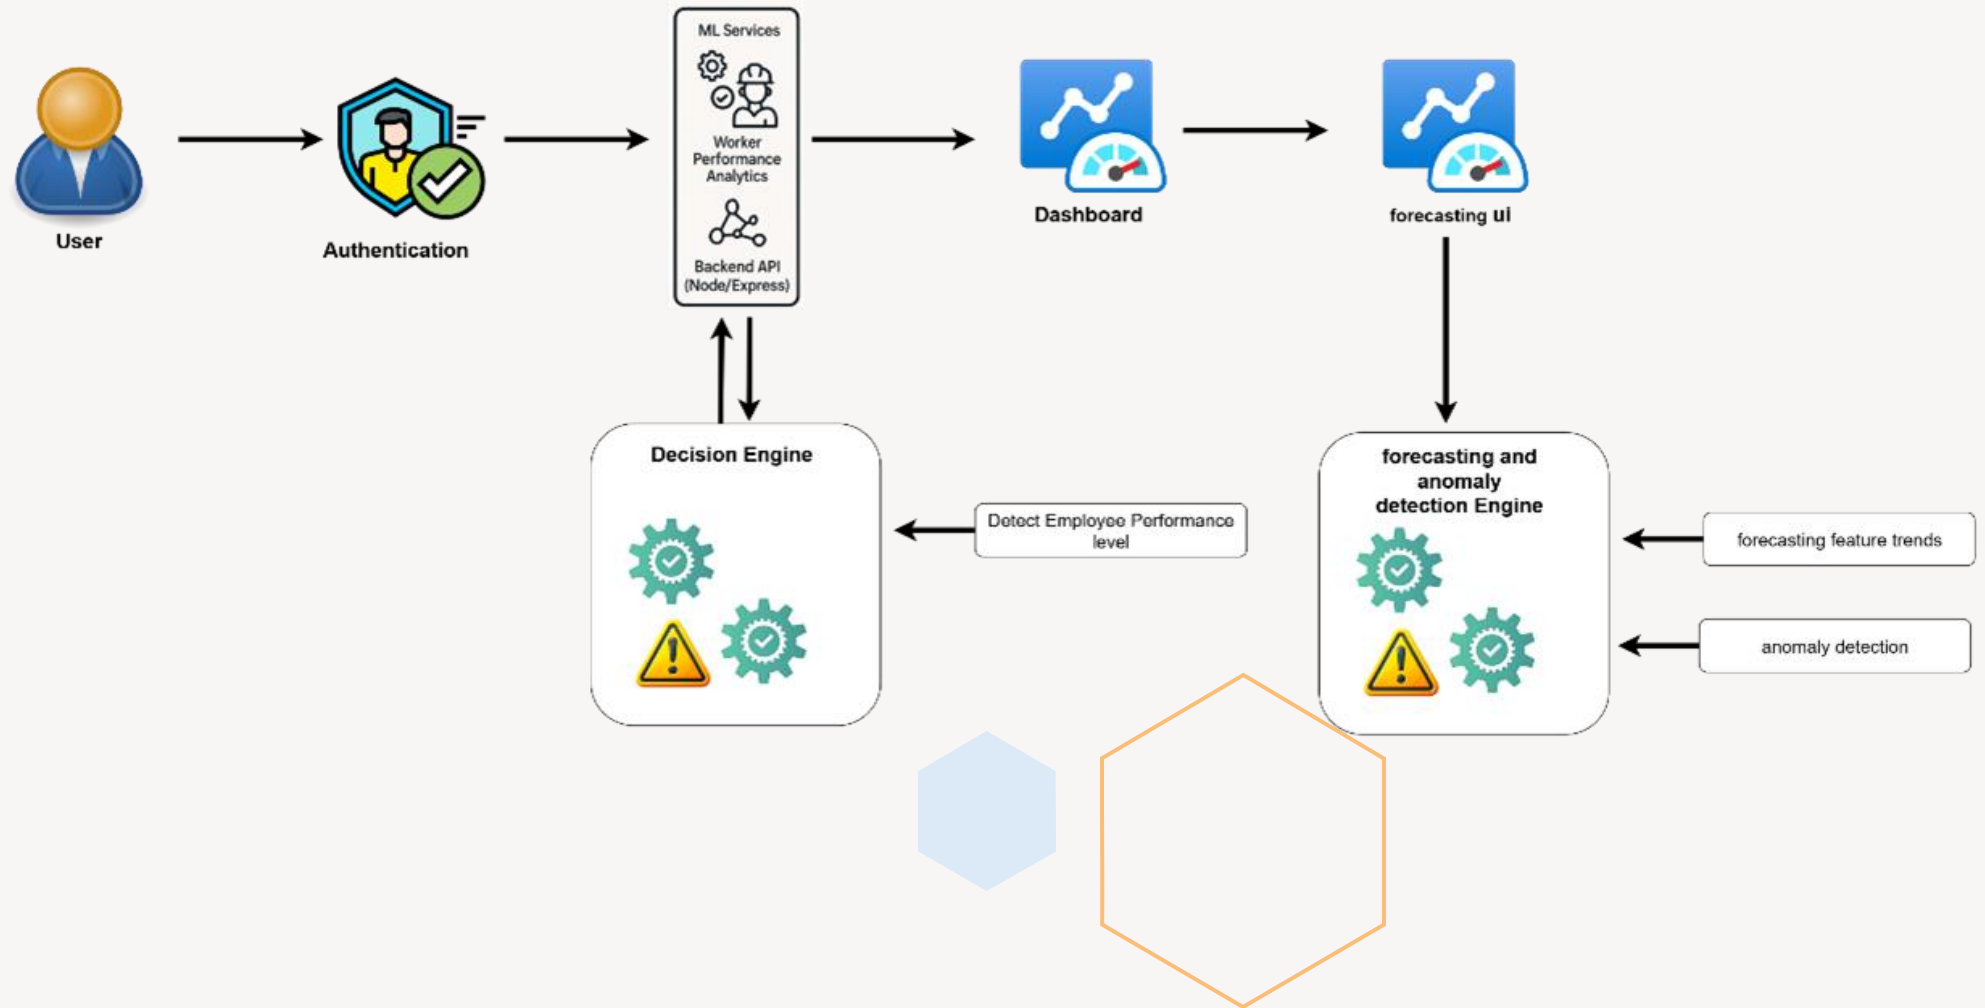 ML Services
Worker
Performance
Analytics
Backend API
(Node/Express)
User
Authentication
Dashboard
forecasting ui
Decision Engine
Detect Employee Performance
level
forecasting and
anomaly
detection Engine
forecasting feature trends
anomaly detection